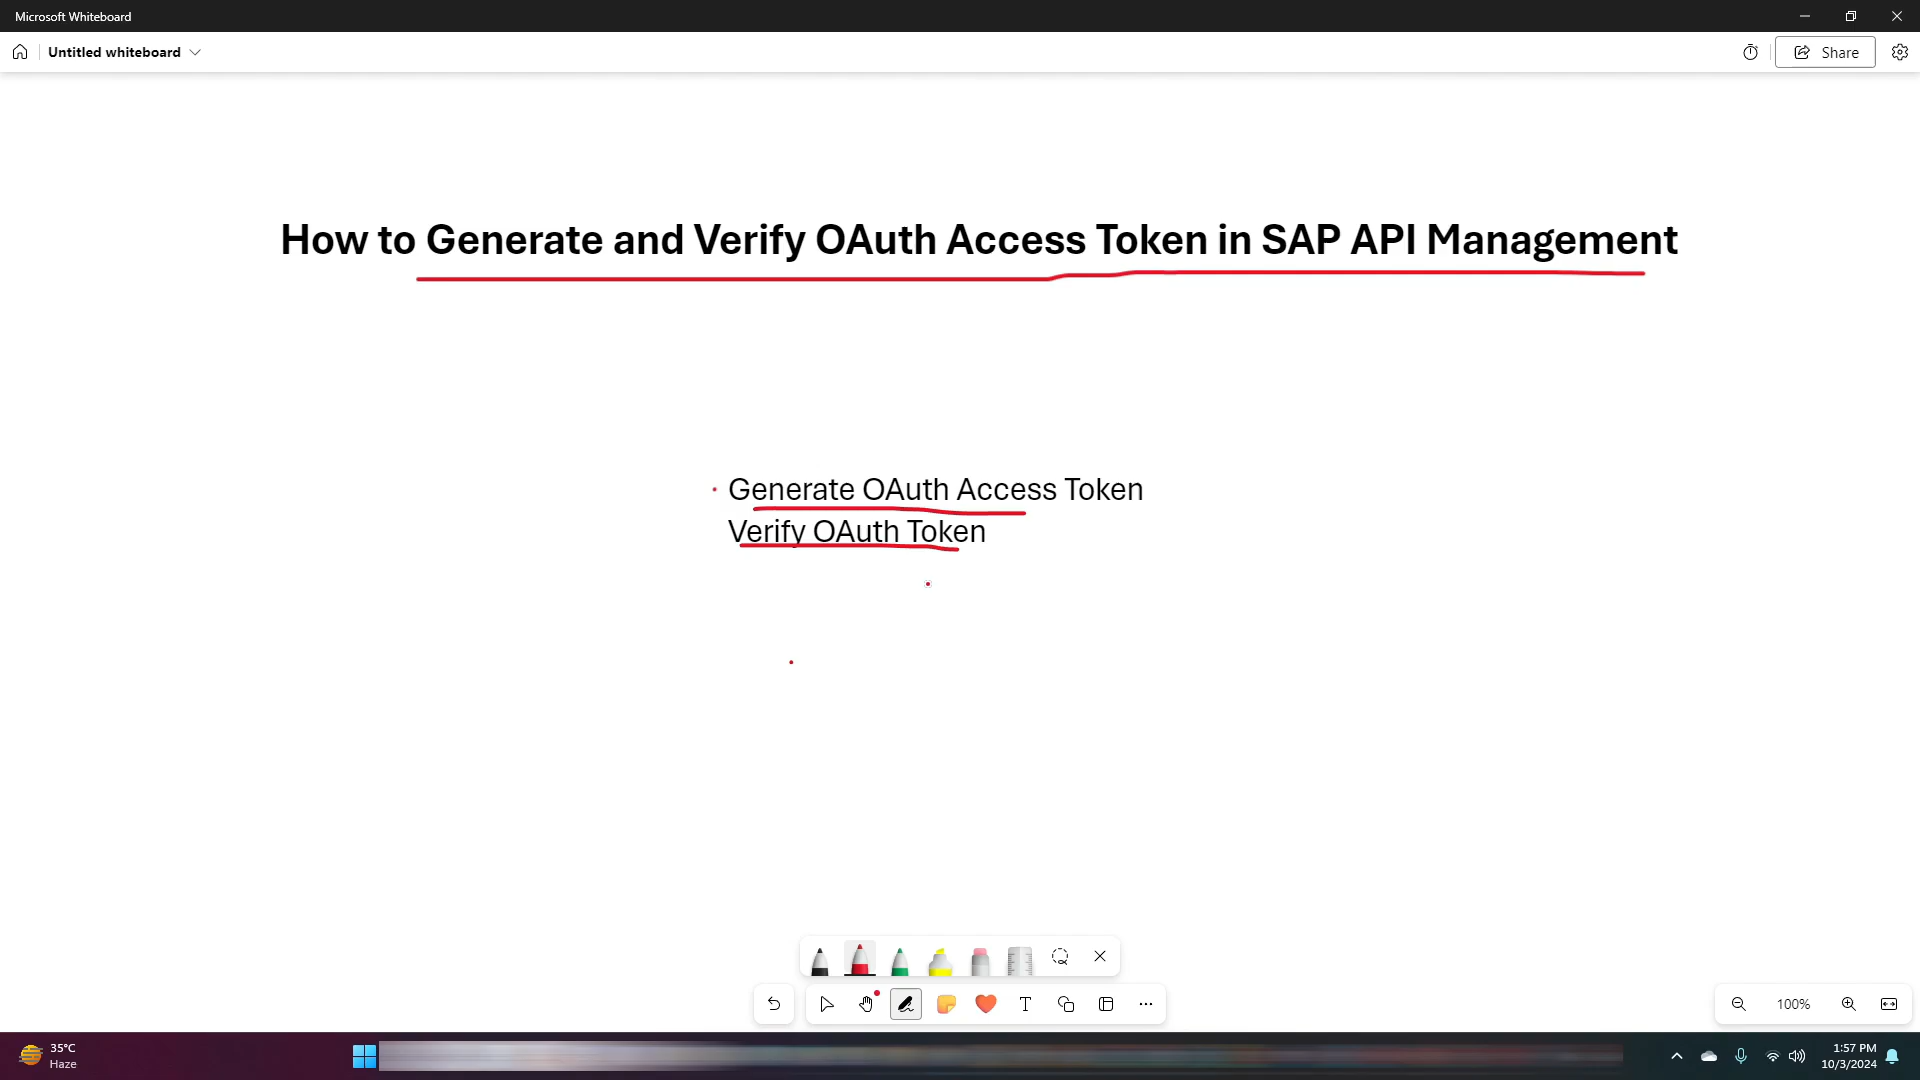 Microsoft Whiteboard
Untitled whiteboard
Share
How to Generate and Verify OAuth Access Token in SAP API Management
Generate OAuth Access Token
Verify OAuth Token
100%
35°C
Haze
1:57 PM
10/3/2024